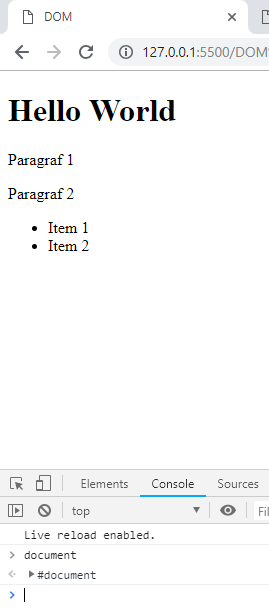 DOM
127.0.0.1:5500/DOM
Hello World
Paragraf 1
Paragraf 2
Item 1
Item 2
Elements Console Sources
top Fil
Live reload enabled.
document
#document